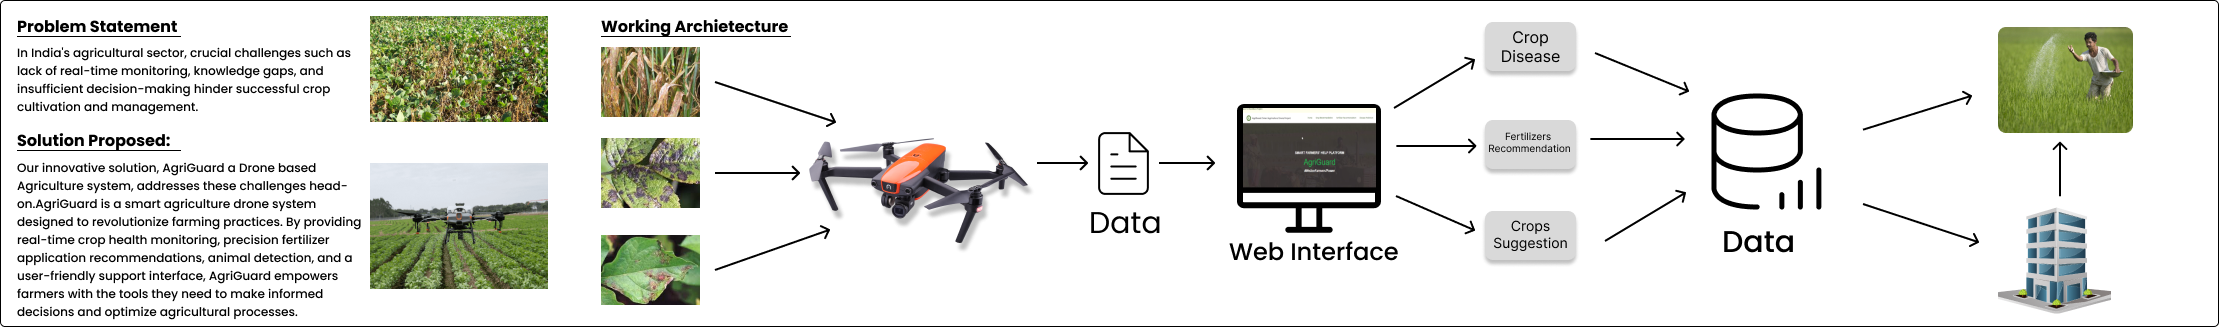 Problem Statement
In India's agricultural sector, crucial challenges such as
lack of real-time monitoring, knowledge gaps, and
insufficient decision-making hinder successful crop
cultivation and management.
Solution Proposed:
Our innovative solution, AgriGuard a Drone based
Agriculture system, addresses these challenges head-
on.AgriGuard is a smart agriculture drone system
designed to revolutionize farming practices. By providing
real-time crop health monitoring, precision fertilizer
application recommendations, animal detection, and a
user-friendly support interface, AgriGuard empowers
farmers with the tools they need to make informed
decisions and optimize agricultural processes.
Working Archietecture
Data
SMART FARMERS' HELP PLATFORM
AgriGuard
Web Interface
Crop
Disease
Fertilizers
Recommendation
Crops
Suggestion
Data